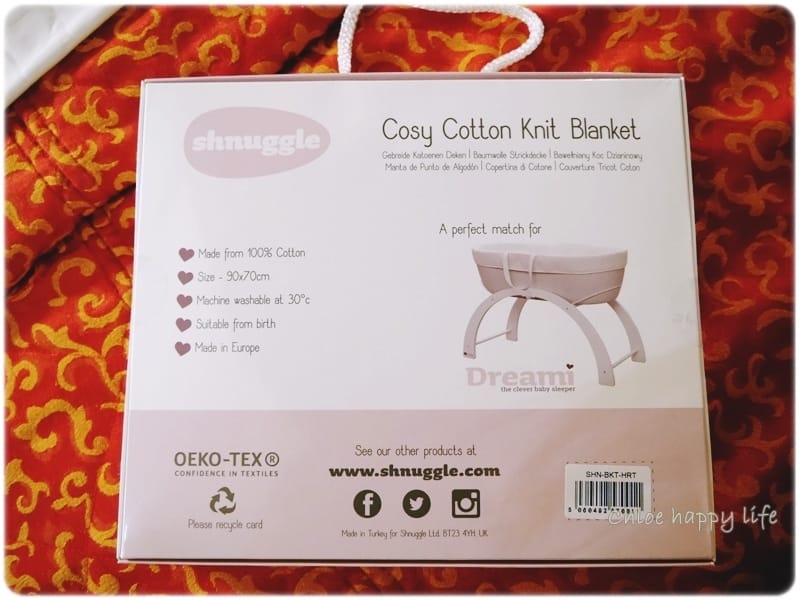 shnuggle
Cosy Cotton Knit Blanket
Gebreide Katoenen Deken | Baumwolle Strickdecke | Bawełniany Koc Dzianinowy
Manta de Punto de Algodón | Copertina di Cotone | Couverture Tricot Coton
A perfect match for
Made from 100% Cotton
Size - 90x70cm
Machine washable at 30°c
Suitable from birth
Made in Europe
Dreami
the clever baby sleeper
OEKO-TEX®
CONFIDENCE IN TEXTILES
Please recycle card
See our other products at
www.shnuggle.com
Made in Turkey for Shnuggle Ltd. BT23 4YH, UK
SHN-BKT-HRT
Chloe happy life